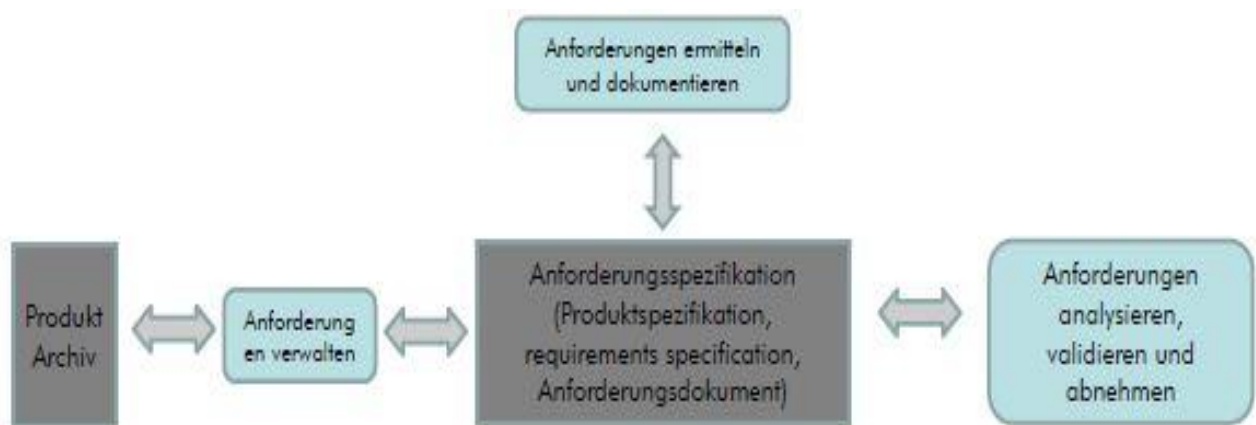 Anforderungen ermitteln
und dokumentieren
Produkt
Archiv
Anforderung
en verwalten
Anforderungsspezifikation
(Produktspezifikation,
requirements specification,
Anforderungsdokument)
Anforderungen
analysieren,
validieren und
abnehmen